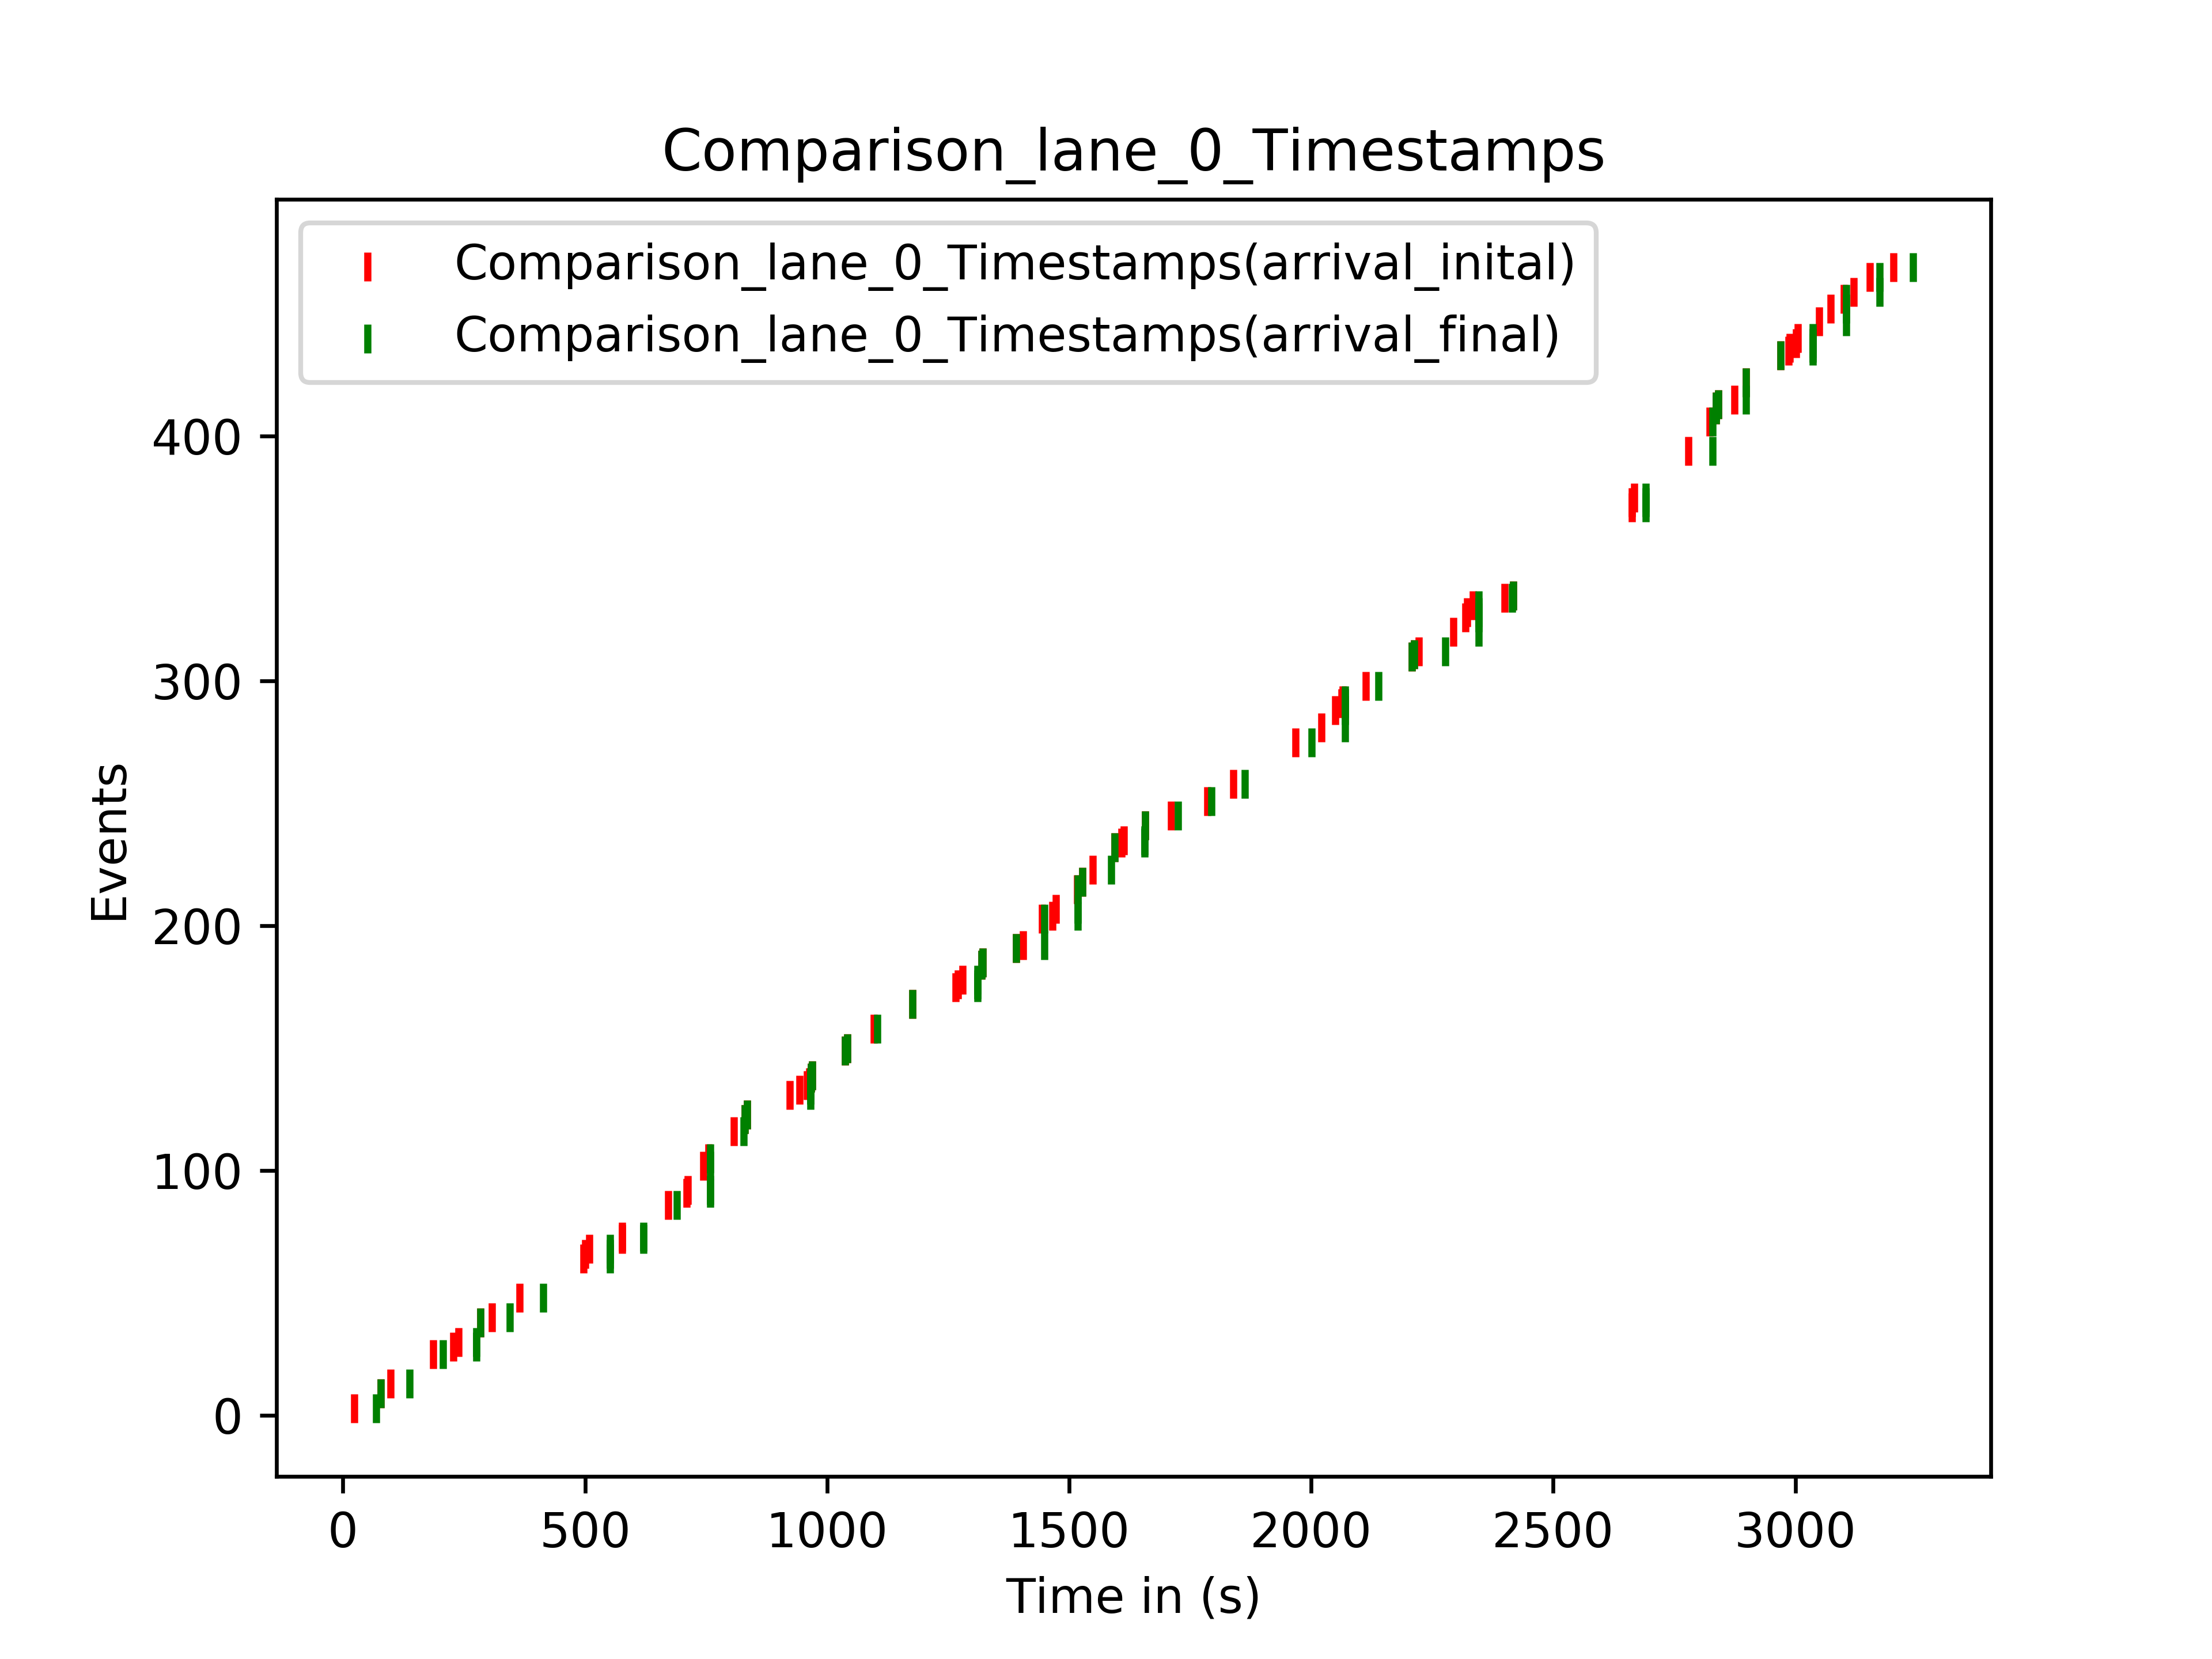 Comparison_lane_0_Timestamps
Comparison_lane_0_Timestamps(arrival_inital)
Comparison_lane_0_Timestamps(arrival_final)
400
300
200
100
0
Events
0 500 1000 1500 2000 2500 3000
Time in (s)